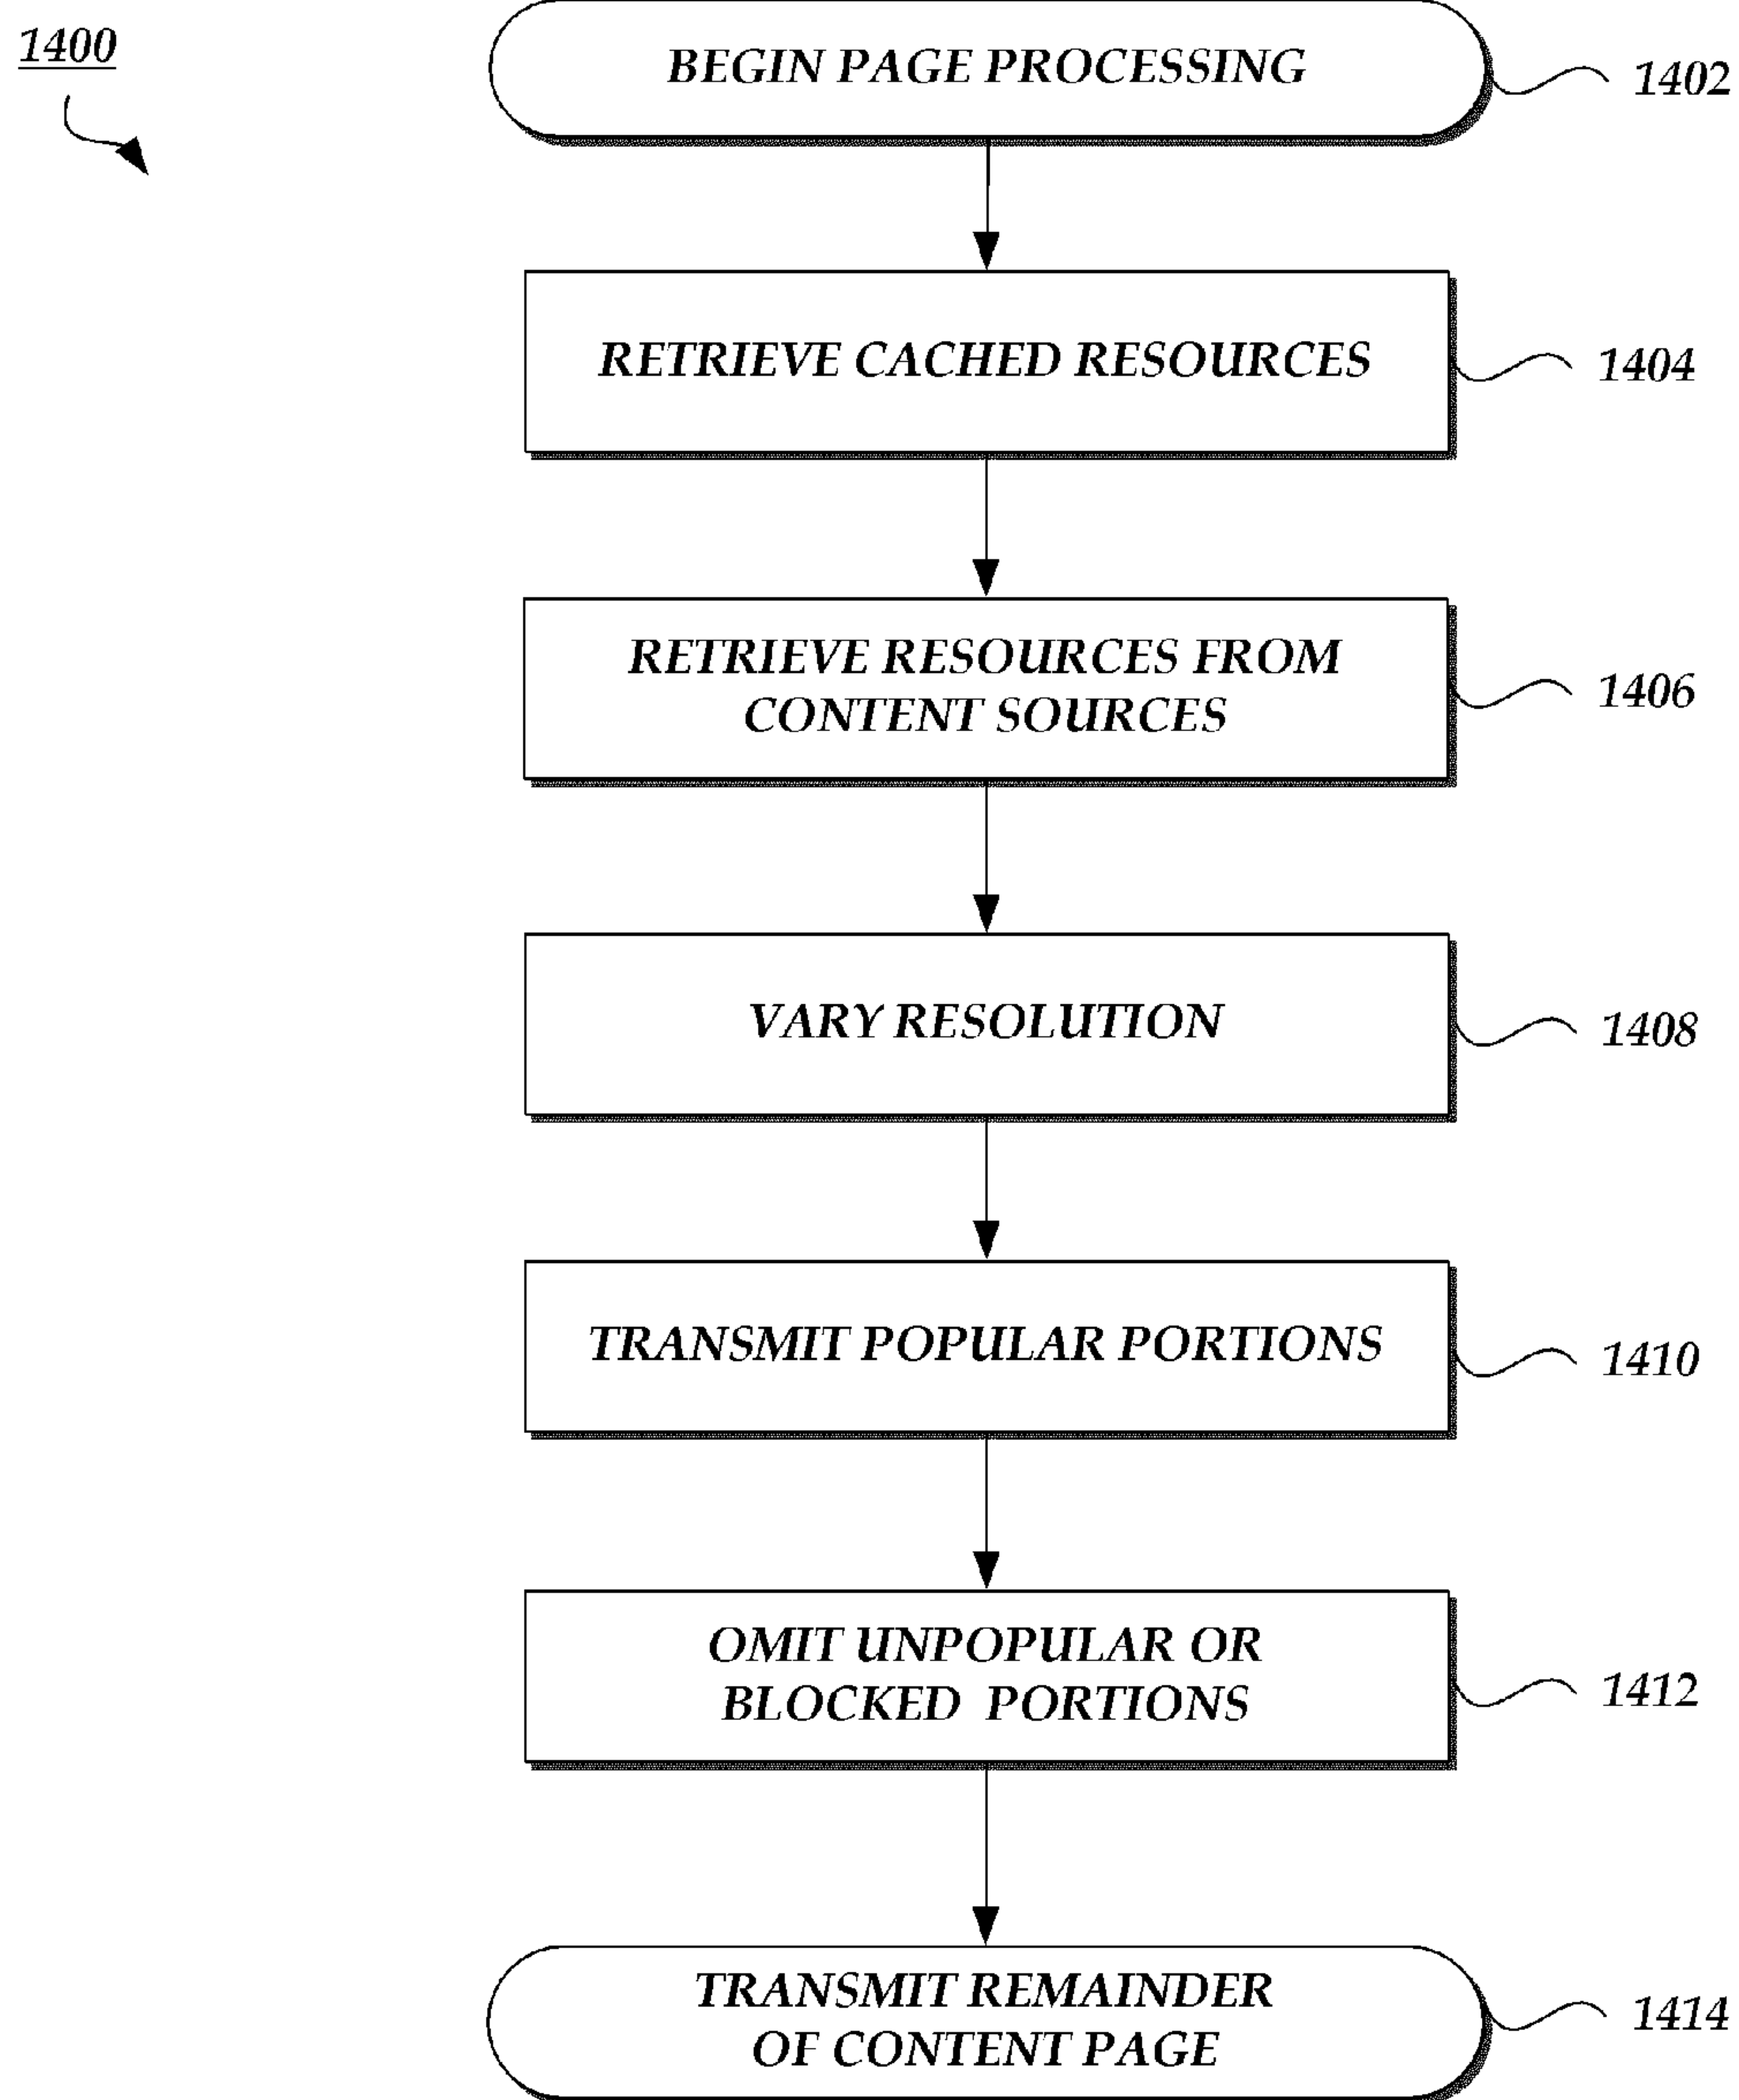 1400
BEGIN PAGE PROCESSING
1402
RETRIEVE CACHED RESOURCES
1404
RETRIEVE RESOURCES FROM
CONTENT SOURCES
1406
VARY RESOLUTION
1408
TRANSMIT POPULAR PORTIONS
1410
OMIT UNPOPULAR OR
BLOCKED PORTIONS
1412
TRANSMIT REMAINDER
OF CONTENT PAGE
1414